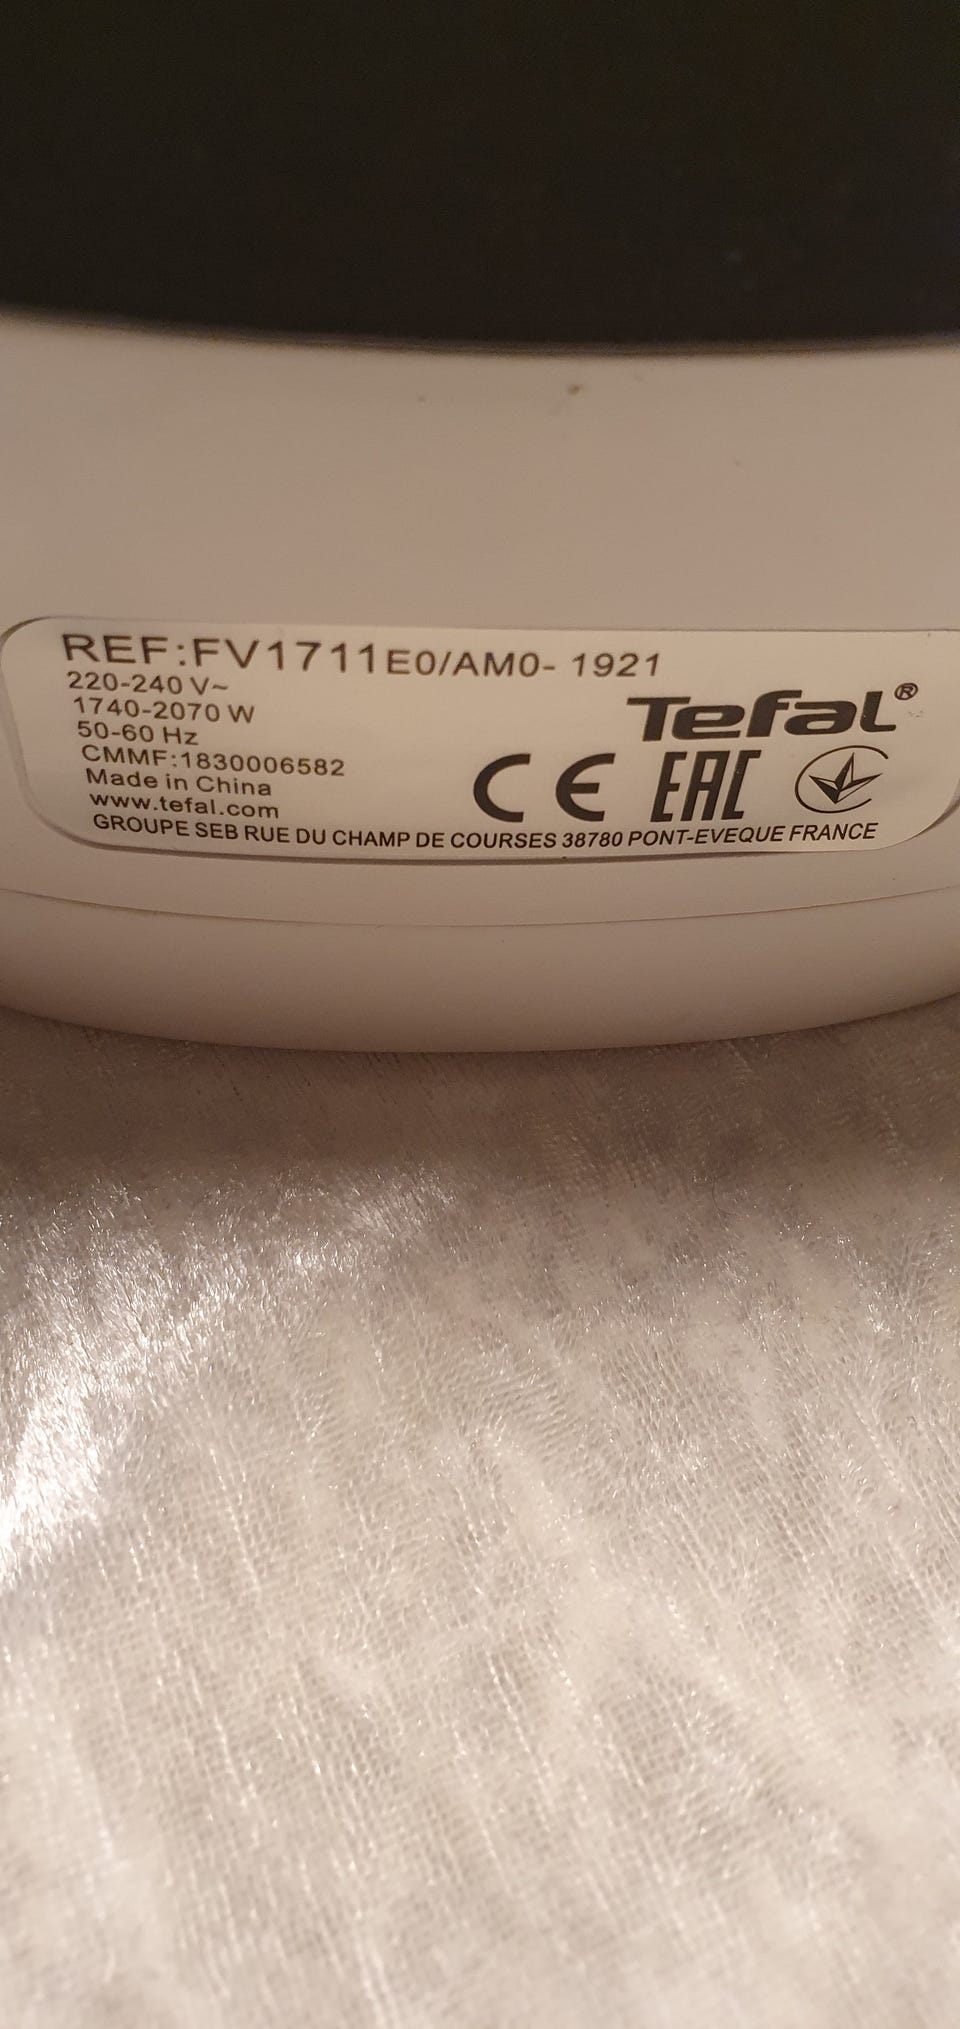 REF:FV1711E0/AM0- 1921
220-240 V~
1740-2070 W
50-60 Hz
CMMF:1830006582
Made in China
www.tefal.com
GROUPE SEB RUE DU CHAMP DE COURSES 38780 PONT-EVEQUE FRANCE
Tefal®
CE EAC